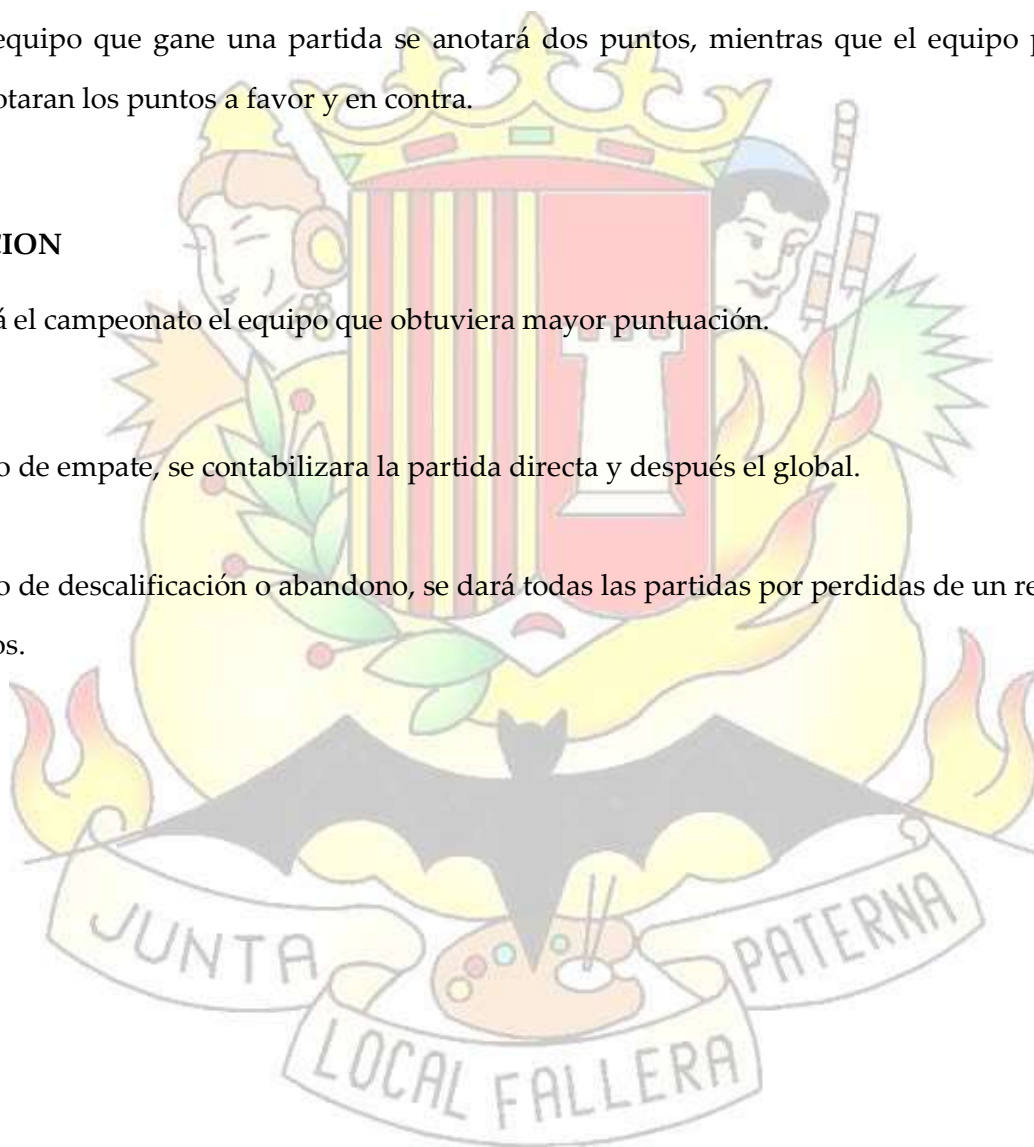 equipo que gane una partida se anotará dos puntos, mientras que el equipo p
otaran los puntos a favor y en contra.
CION
á el campeonato el equipo que obtuviera mayor puntuación.
o de empate, se contabilizara la partida directa y después el global.
o de descalificación o abandono, se dará todas las partidas por perdidas de un re
os.
JUNTA
LOCAL FALLERA
PATERNA